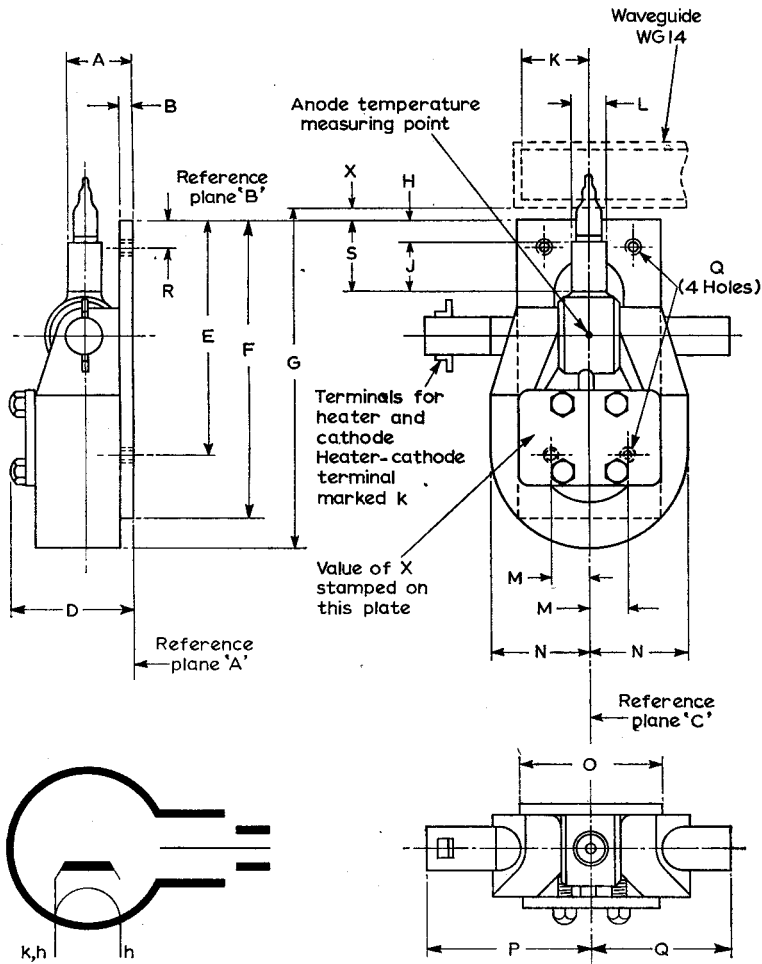 Waveguide
WG14
A
K
B
L
Anode temperature
measuring point
Reference
plane 'B'
X
H
S
J
R
Q
(4 Holes)
E
F
G
Terminals for
heater and
cathode
Heater-cathode
terminal
marked k
Value of X
stamped on
this plate
M
M
D
N
N
Reference
plane 'A'
Reference
plane 'C'
O
k,h
h
P
Q